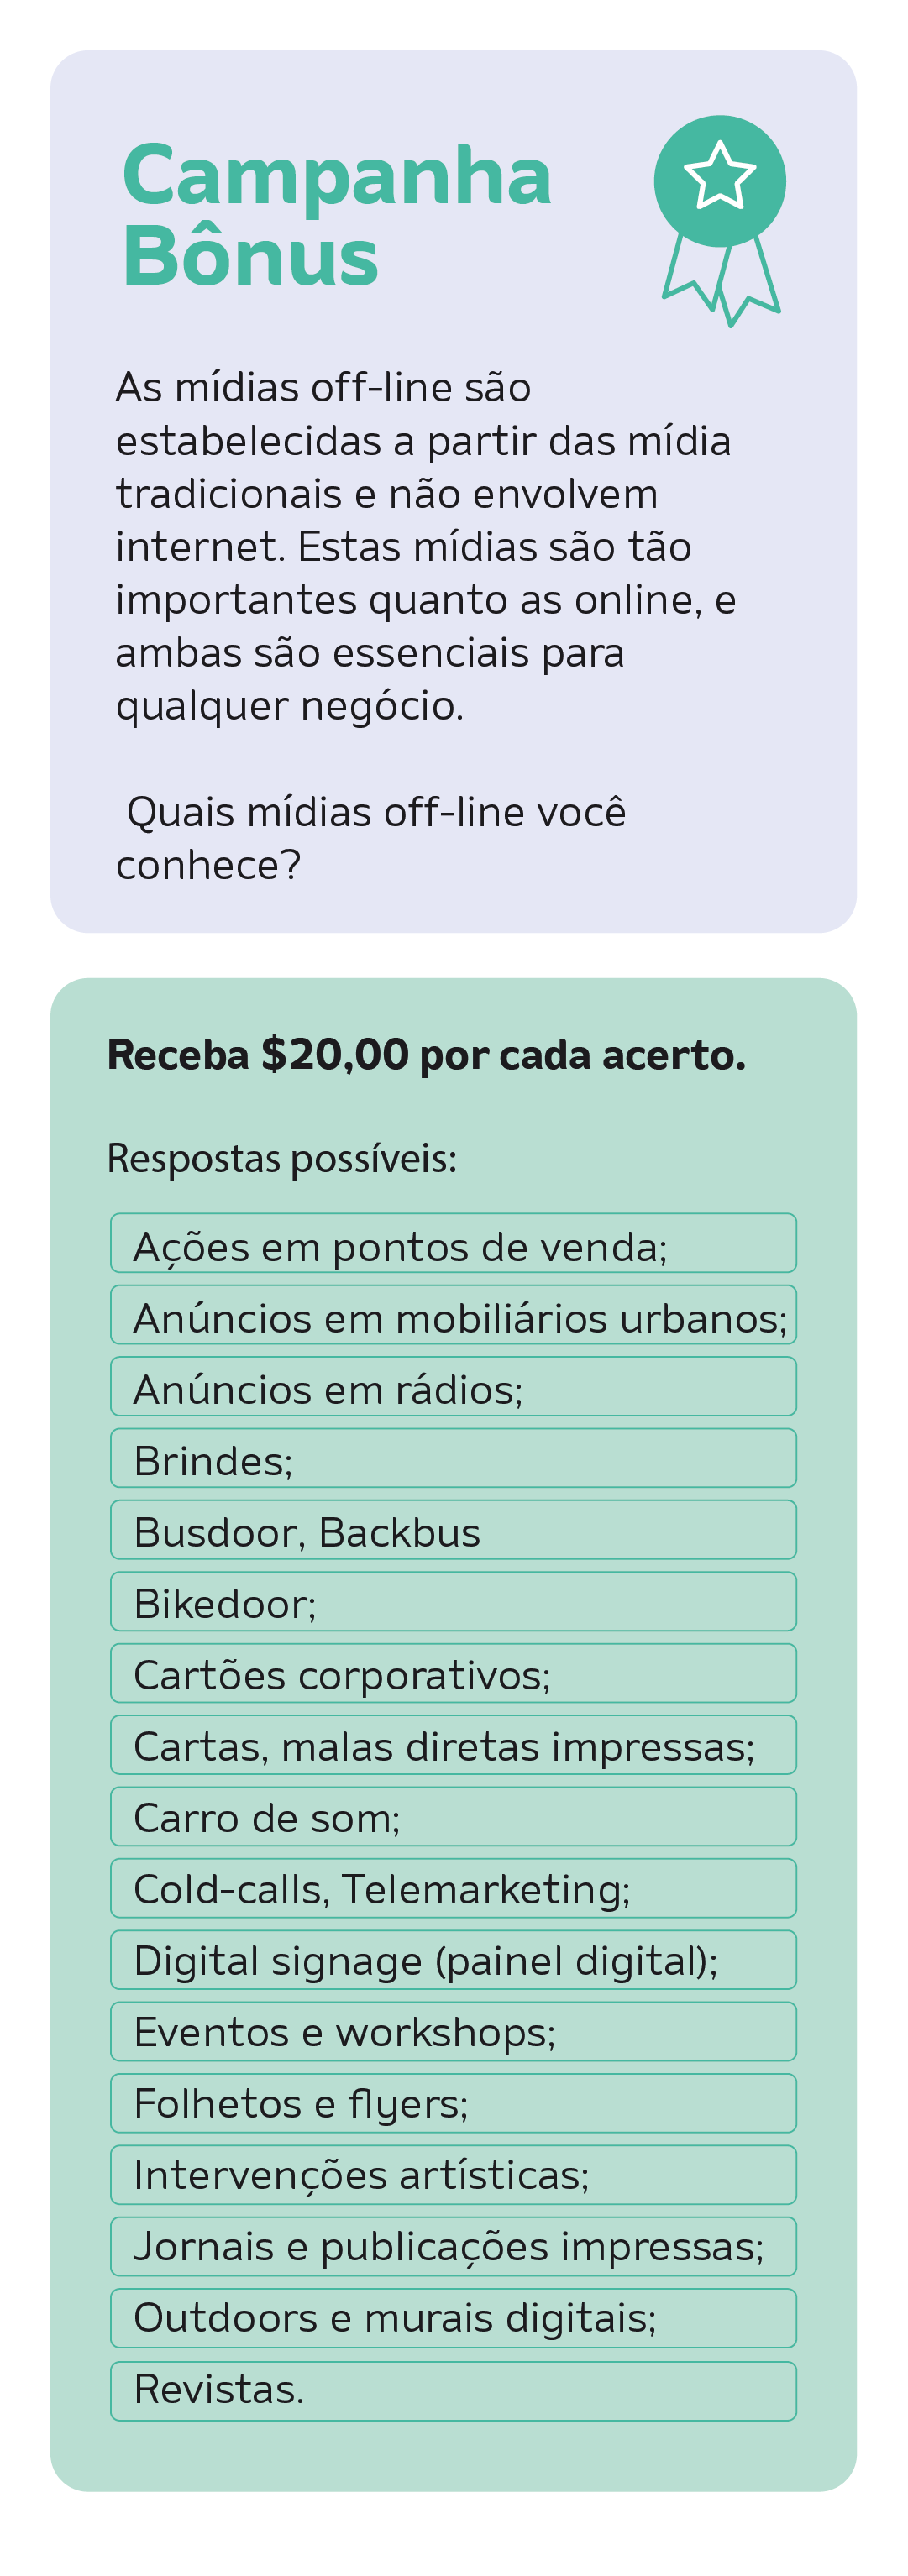 Campanha
Bônus
As mídias off-line são
estabelecidas a partir das mídia
tradicionais e não envolvem
internet. Estas mídias são tão
importantes quanto as online, e
ambas são essenciais para
qualquer negócio.
Quais mídias off-line você
conhece?
Receba $20,00 por cada acerto.
Respostas possíveis:
Ações em pontos de venda;
Anúncios em mobiliários urbanos;
Anúncios em rádios;
Brindes;
Busdoor, Backbus
Bikedoor;
Cartões corporativos;
Cartas, malas diretas impressas;
Carro de som;
Cold-calls, Telemarketing;
Digital signage (painel digital);
Eventos e workshops;
Folhetos e flyers;
Intervenções artísticas;
Jornais e publicações impressas;
Outdoors e murais digitais;
Revistas.